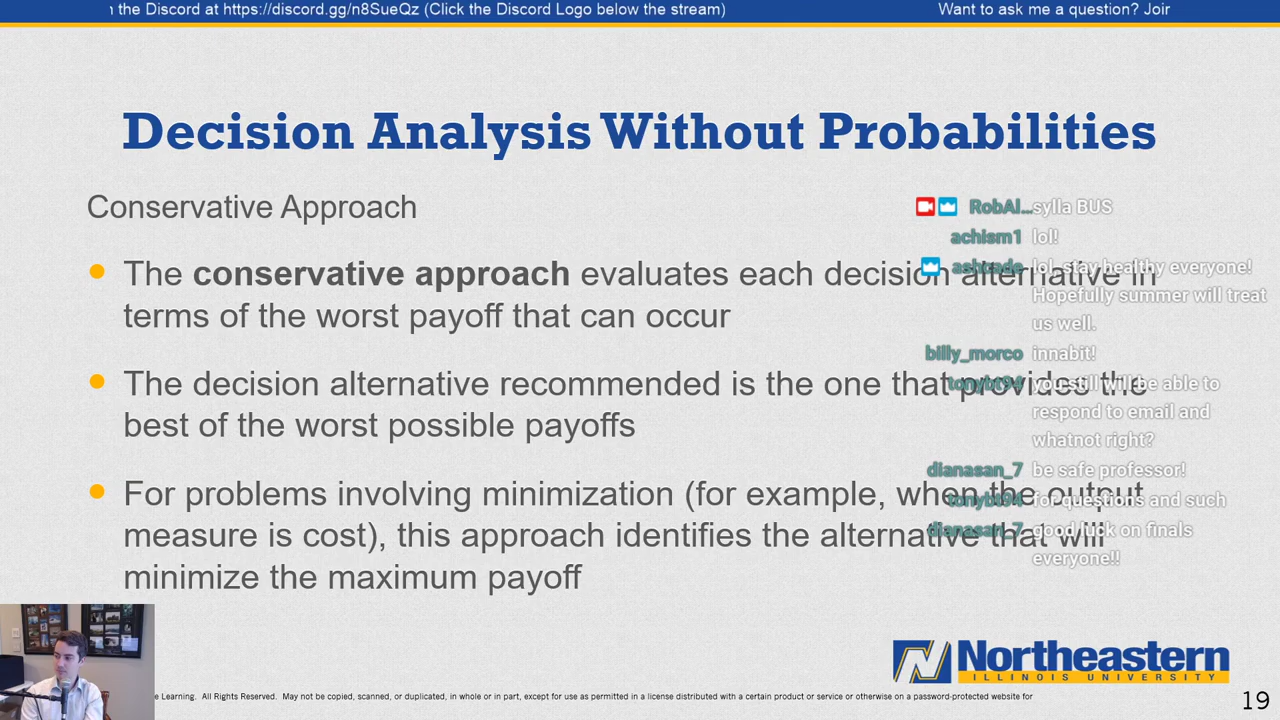 n the Discord at https://discord.gg/n8SueQz (Click the Discord Logo below the stream)
Want to ask me a question? Joir
Decision Analysis Without Probabilities
Conservative Approach
The conservative approach evaluates each decision alternative in
terms of the worst payoff that can occur
The decision alternative recommended is the one that provides the
best of the worst possible payoffs
For problems involving minimization (for example, when the output
measure is cost), this approach identifies the alternative that will
minimize the maximum payoff
RobAl... sylla BUS
achism1 lol!
ashcade lol, stay healthy everyone!
Hopefully summer will treat
us well.
billy_morco innabit!
tonybt94 you still will be able to
respond to email and
whatnot right?
dianasan_7 be safe professor!
tonybt94 for questions and such
dianasan_7 good luck on finals
everyone!!
Northeastern
ILLINOIS UNIVERSITY
e Learning. All Rights Reserved. May not be copied, scanned, or duplicated, in whole or in part, except for use as permitted in a license distributed with a certain product or service or otherwise on a password-protected website for
19